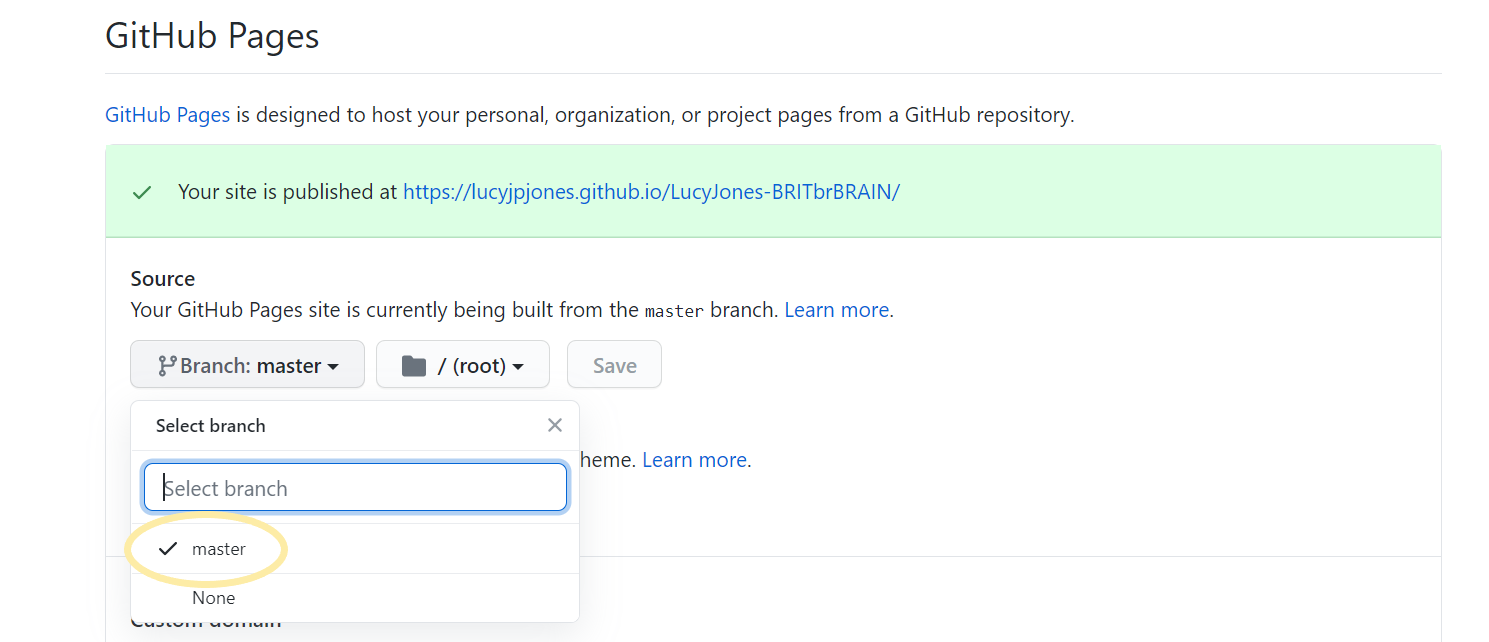 GitHub Pages
GitHub Pages is designed to host your personal, organization, or project pages from a GitHub repository.
Your site is published at https://lucyjpjones.github.io/LucyJones-BRITbrBRAIN/
Source
Your GitHub Pages site is currently being built from the master branch. Learn more.
Branch: master
/ (root)
Save
Select branch
Select branch
heme. Learn more.
master
None
Custom domain